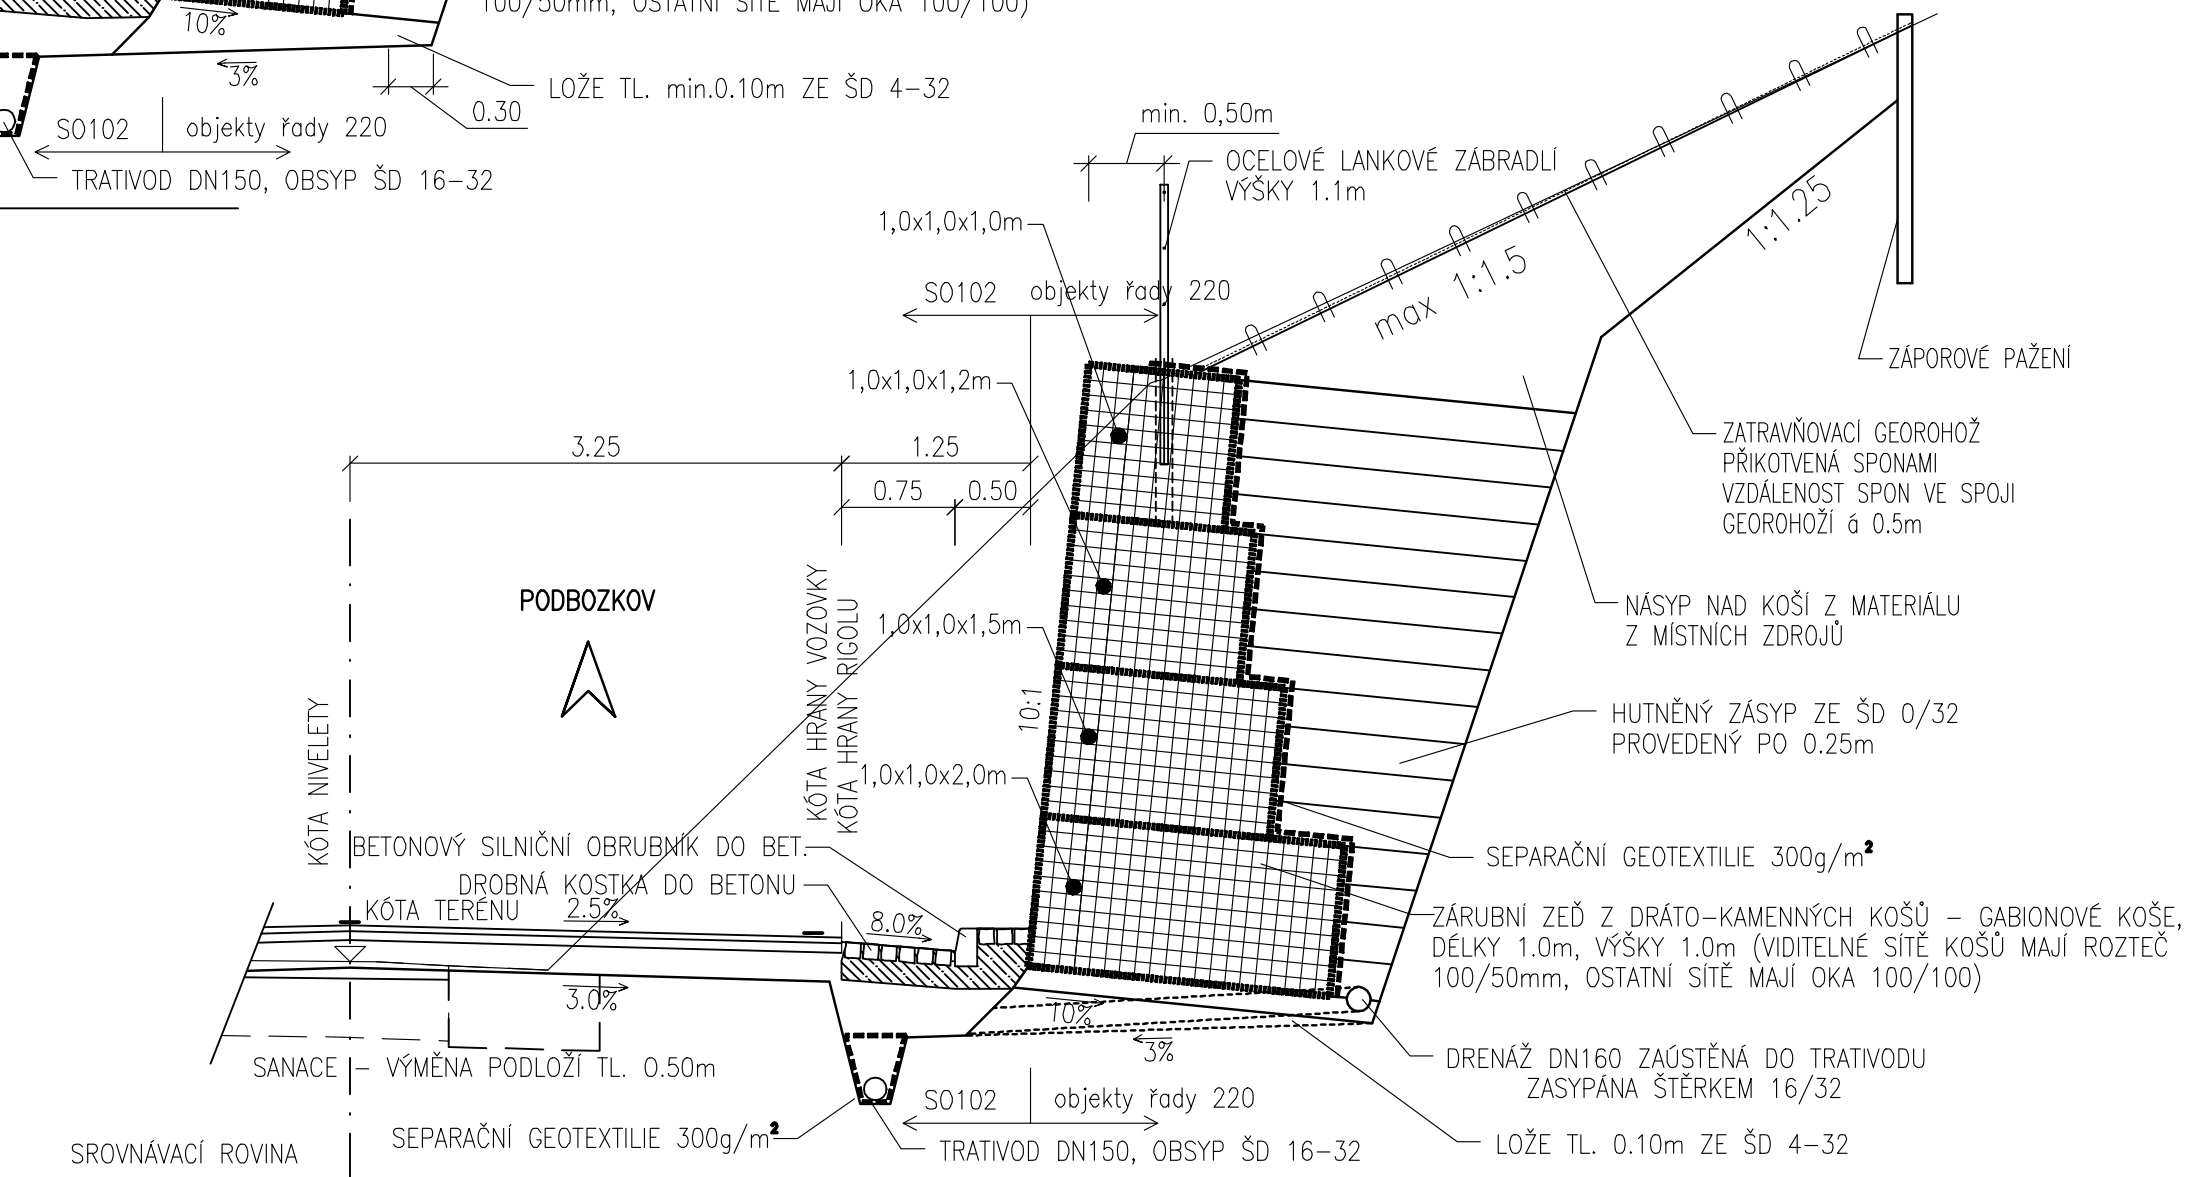 100/50mm, OSTATNÍ SÍTĚ MAJÍ OKA 100/100)
10%
3%
LOŽE TL. min.0.10m ZE ŠD 4-32
0.30
SO102
objekty řady 220
TRATIVOD DN150, OBSYP ŠD 16-32
min. 0,50m
OCELOVÉ LANKOVÉ ZÁBRADLÍ
VÝŠKY 1.1m
1,0x1,0x1,0m
SO102
objekty řady 220
max 1:1.5
1:1.25
ZÁPOROVÉ PAŽENÍ
1,0x1,0x1,2m
ZATRAVŇOVACÍ GEOROHOŽ
PŘIKOTVENÁ SPONAMI
VZDÁLENOST SPON VE SPOJI
GEOROHOŽÍ á 0.5m
3.25
1.25
0.75
0.50
PODBOZKOV
KÓTA NIVELETY
KÓTA HRANY VOZOVKY
KÓTA HRANY RIGOLU
1,0x1,0x1,5m
10:1
NÁSYP NAD KOŠÍ Z MATERIÁLU
Z MÍSTNÍCH ZDROJŮ
HUTNĚNÝ ZÁSYP ZE ŠD 0/32
PROVEDENÝ PO 0.25m
1,0x1,0x2,0m
BETONOVÝ SILNIČNÍ OBRUBNÍK DO BET.
DROBNÁ KOSTKA DO BETONU
SEPARAČNÍ GEOTEXTILIE 300g/m²
KÓTA TERÉNU
2.5%
8.0%
ZÁRUBNÍ ZEĎ Z DRÁTO-KAMENNÝCH KOŠŮ - GABIONOVÉ KOŠE,
DÉLKY 1.0m, VÝŠKY 1.0m (VIDITELNÉ SÍTĚ KOŠŮ MAJÍ ROZTEČ
100/50mm, OSTATNÍ SÍTĚ MAJÍ OKA 100/100)
3.0%
10%
3%
SANACE - VÝMĚNA PODLOŽÍ TL. 0.50m
DRENÁŽ DN160 ZAÚSTĚNÁ DO TRATIVODU
ZASYPÁNA ŠTĚRKEM 16/32
SO102
objekty řady 220
SEPARAČNÍ GEOTEXTILIE 300g/m²
TRATIVOD DN150, OBSYP ŠD 16-32
LOŽE TL. 0.10m ZE ŠD 4-32
SROVNÁVACÍ ROVINA